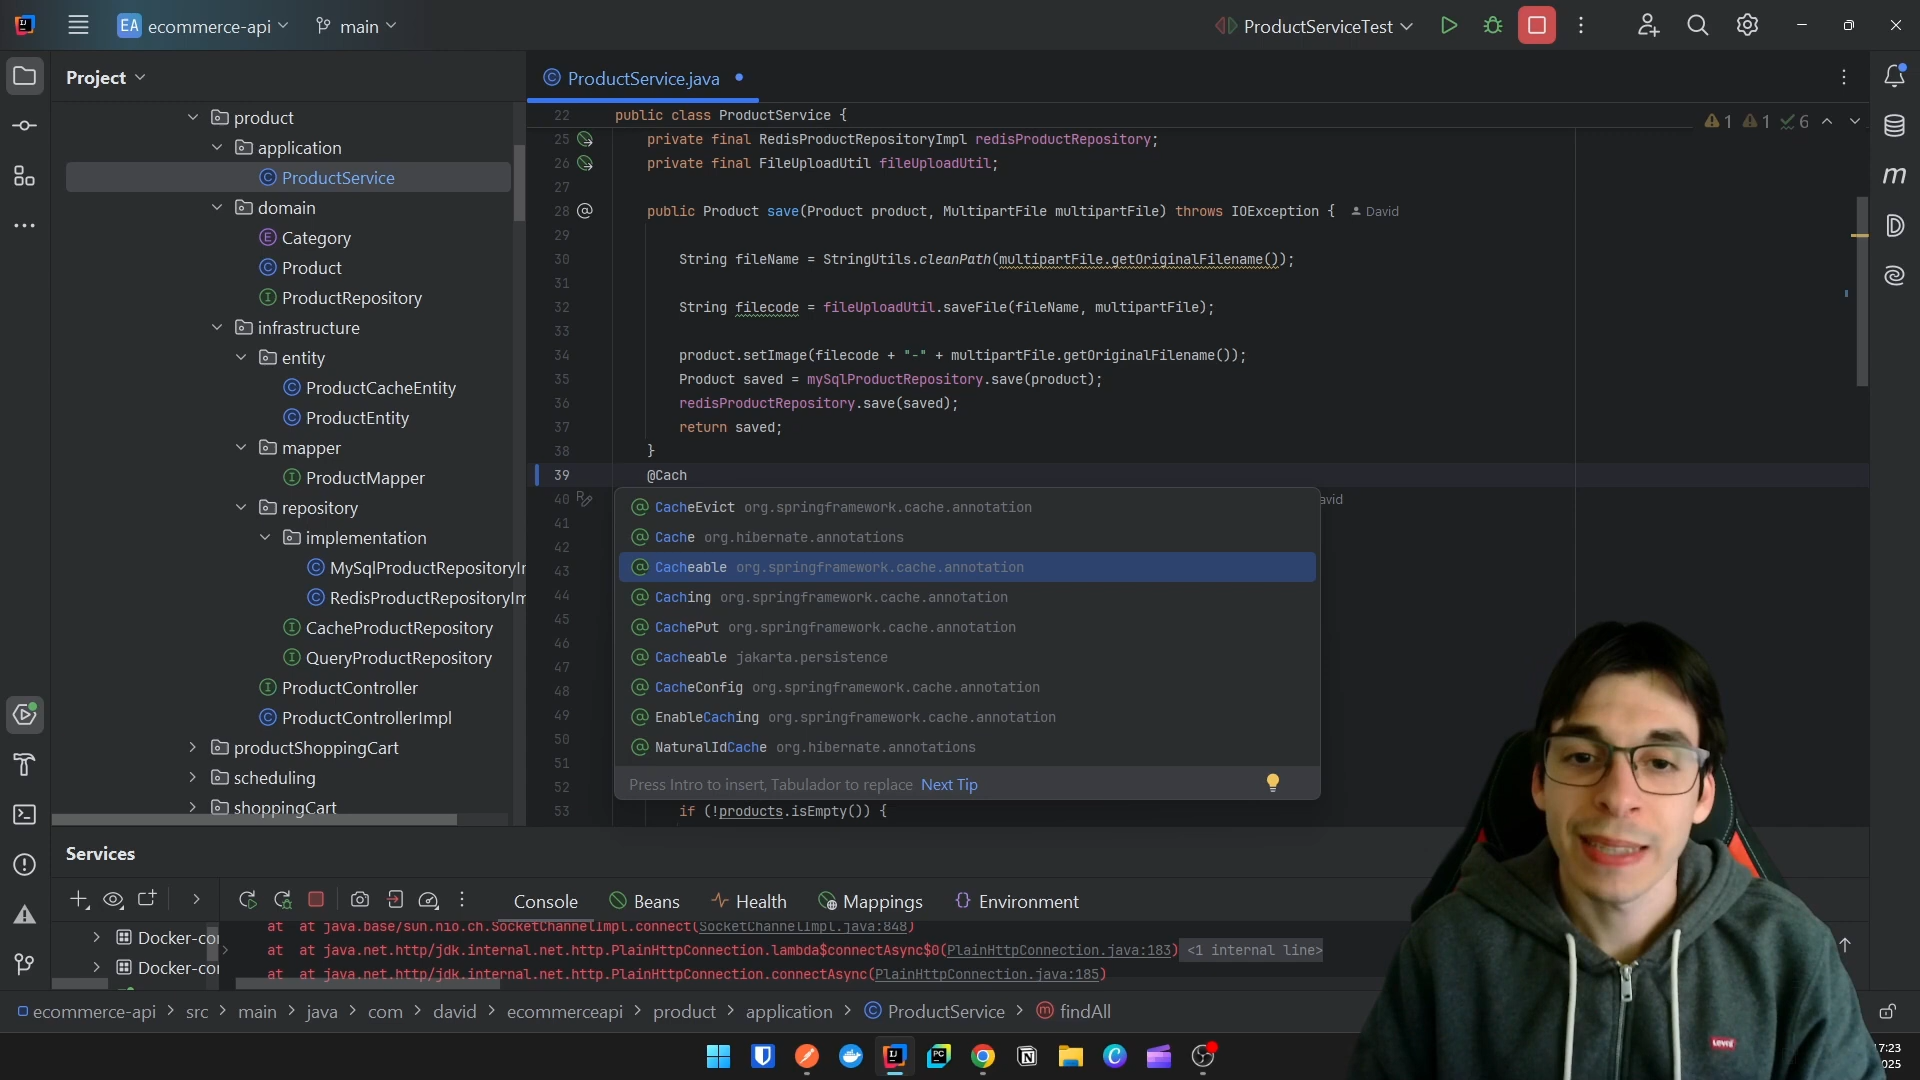 EA ecommerce-api main ProductServiceTest
Project
ProductService.java
product
application
ProductService
domain
Category
Product
ProductRepository
infrastructure
entity
ProductCacheEntity
ProductEntity
mapper
ProductMapper
repository
implementation
MySqlProductRepositoryIm
RedisProductRepositoryIm
CacheProductRepository
QueryProductRepository
ProductController
ProductControllerImpl
productShoppingCart
scheduling
shoppingCart
22 public class ProductService {
1 1 6
25 private final RedisProductRepositoryImpl redisProductRepository;
26 private final FileUploadUtil fileUploadUtil;
27
28 @ public Product save(Product product, MultipartFile multipartFile) throws IOException { David
29
30 String fileName = StringUtils.cleanPath(multipartFile.getOriginalFilename());
31
32 String filecode = fileUploadUtil.saveFile(fileName, multipartFile);
33
34 product.setImage(filecode + "-" + multipartFile.getOriginalFilename());
35 Product saved = mySqlProductRepository.save(product);
36 redisProductRepository.save(saved);
37 return saved;
38 }
39 @Cach
40 avid
41
42
43
44
45
46
47
48
49
50
51
52
53 if (!products.isEmpty()) {
@ CacheEvict org.springframework.cache.annotation
@ Cache org.hibernate.annotations
@ Cacheable org.springframework.cache.annotation
@ Caching org.springframework.cache.annotation
@ CachePut org.springframework.cache.annotation
@ Cacheable jakarta.persistence
@ CacheConfig org.springframework.cache.annotation
@ EnableCaching org.springframework.cache.annotation
@ NaturalIdCache org.hibernate.annotations
Press Intro to insert, Tabulador to replace Next Tip
Services
Console Beans Health Mappings Environment
Docker-co
Docker-co
at at java.base/sun.nio.ch.SocketChannelImpl.connect(SocketChannelImpl.java:848)
at at java.net.http/jdk.internal.net.http.PlainHttpConnection.lambda$connectAsync$0(PlainHttpConnection.java:183) <1 internal line>
at at java.net.http/jdk.internal.net.http.PlainHttpConnection.connectAsync(PlainHttpConnection.java:185)
ecommerce-api > src > main > java > com > david > ecommerceapi > product > application > ProductService > findAll
Levi's
7:23
025